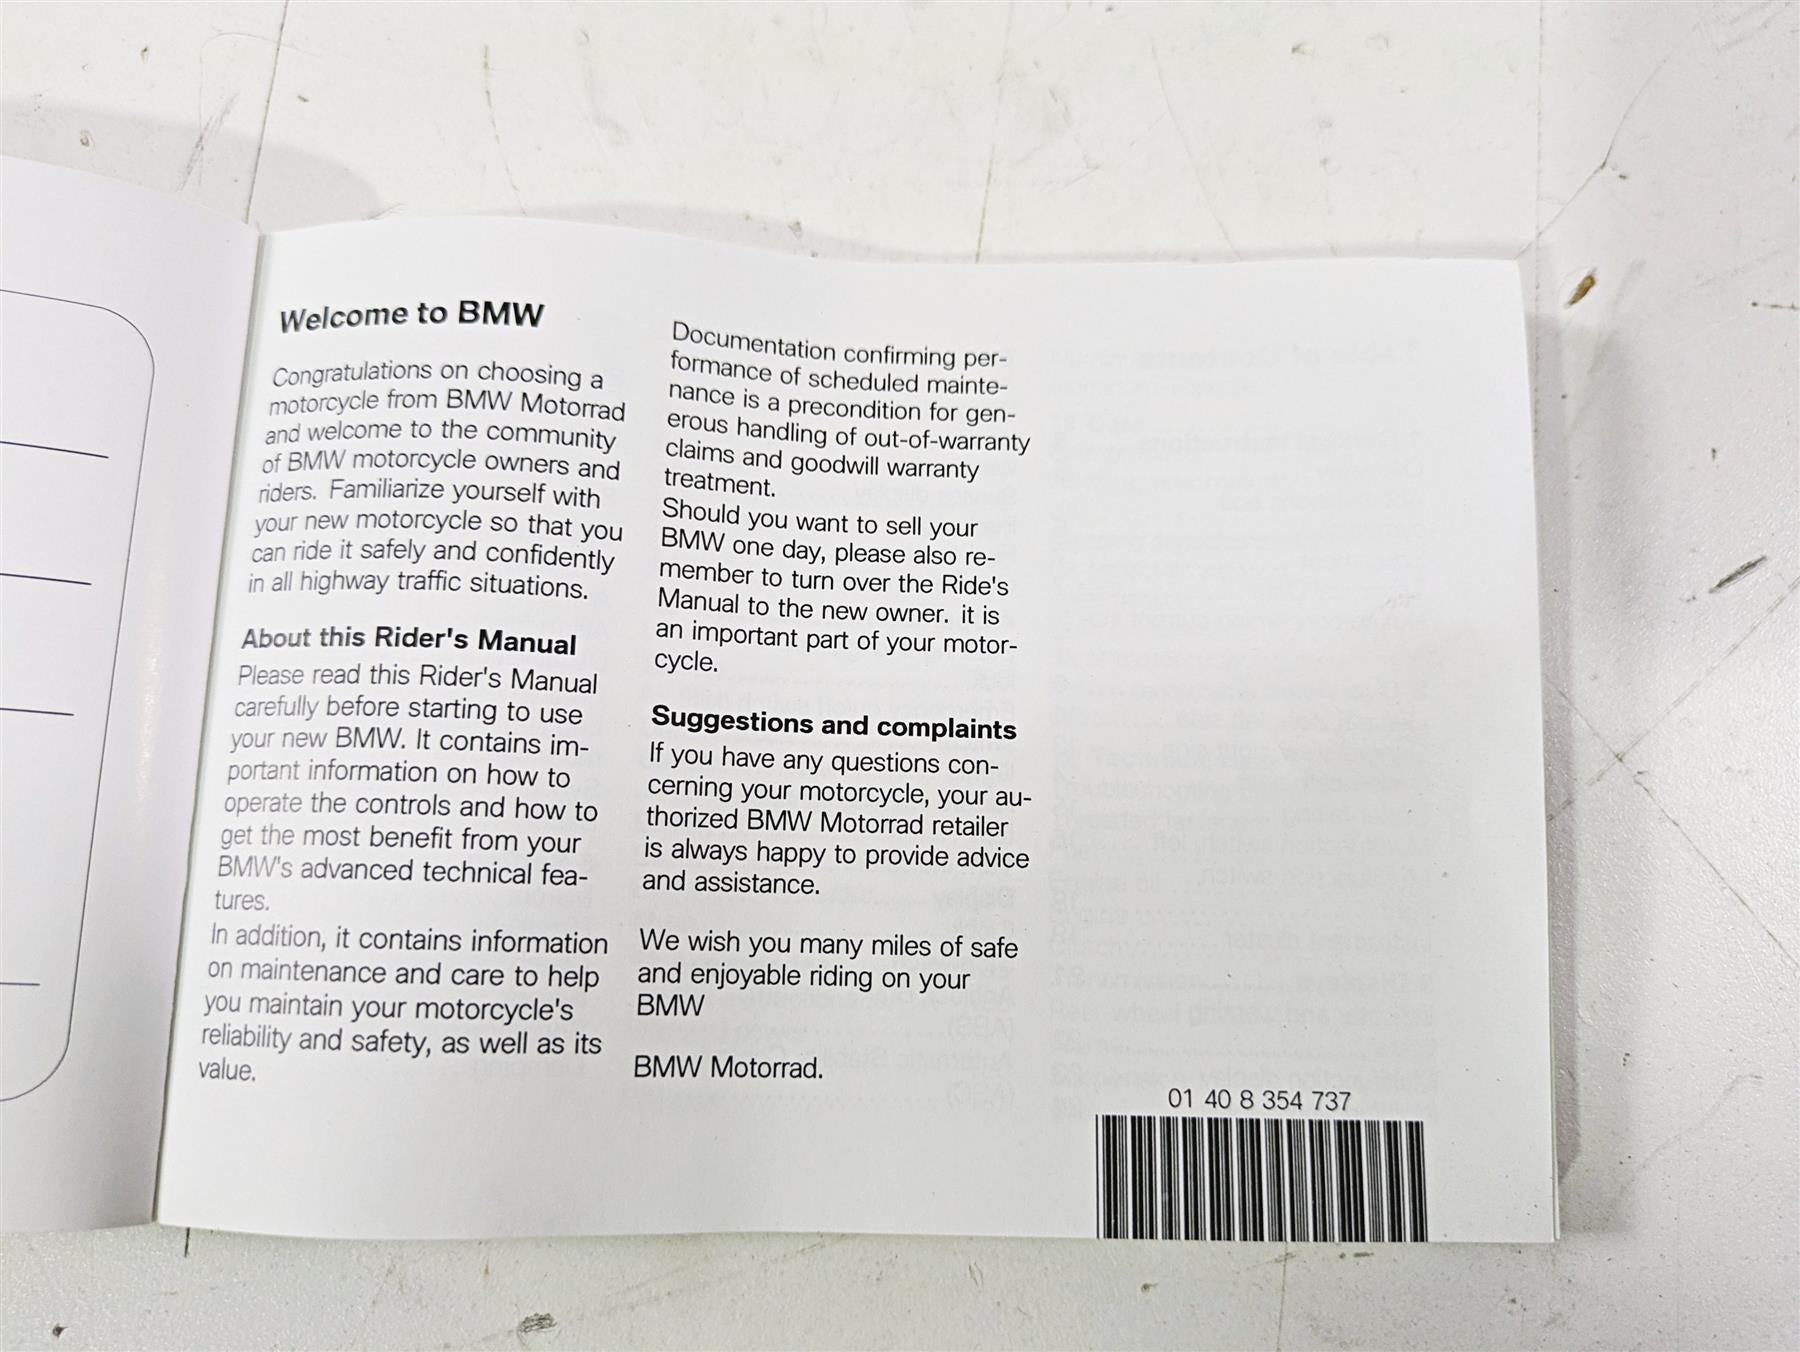 Welcome to BMW
Congratulations on choosing a
motorcycle from BMW Motorrad
and welcome to the community
of BMW motorcycle owners and
riders. Familiarize yourself with
your new motorcycle so that you
can ride it safely and confidently
in all highway traffic situations.
About this Rider's Manual
Please read this Rider's Manual
carefully before starting to use
your new BMW. It contains im-
portant information on how to
operate the controls and how to
get the most benefit from your
BMW's advanced technical fea-
tures.
In addition, it contains information
on maintenance and care to help
you maintain your motorcycle's
reliability and safety, as well as its
value.
Documentation confirming per-
formance of scheduled mainte-
nance is a precondition for gen-
erous handling of out-of-warranty
claims and goodwill warranty
treatment.
Should you want to sell your
BMW one day, please also re-
member to turn over the Ride's
Manual to the new owner. it is
an important part of your motor-
cycle.
Suggestions and complaints
If you have any questions con-
cerning your motorcycle, your au-
thorized BMW Motorrad retailer
is always happy to provide advice
and assistance.
We wish you many miles of safe
and enjoyable riding on your
BMW
BMW Motorrad.
01 40 8 354 737